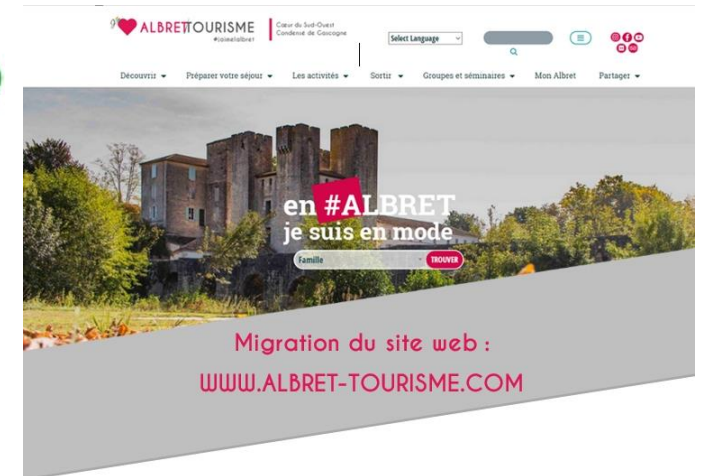 ALBRETTOURISME
#jaimelalbret
Cœur du Sud-Ouest
Condensé de Gascogne
Select Language
Découvrir
Préparer votre séjour
Les activités
Sortir
Groupes et séminaires
Mon Albret
Partager
en #ALBRET
je suis en mode
Famille
TROUVER
Migration du site web :
WWW.ALBRET-TOURISME.COM